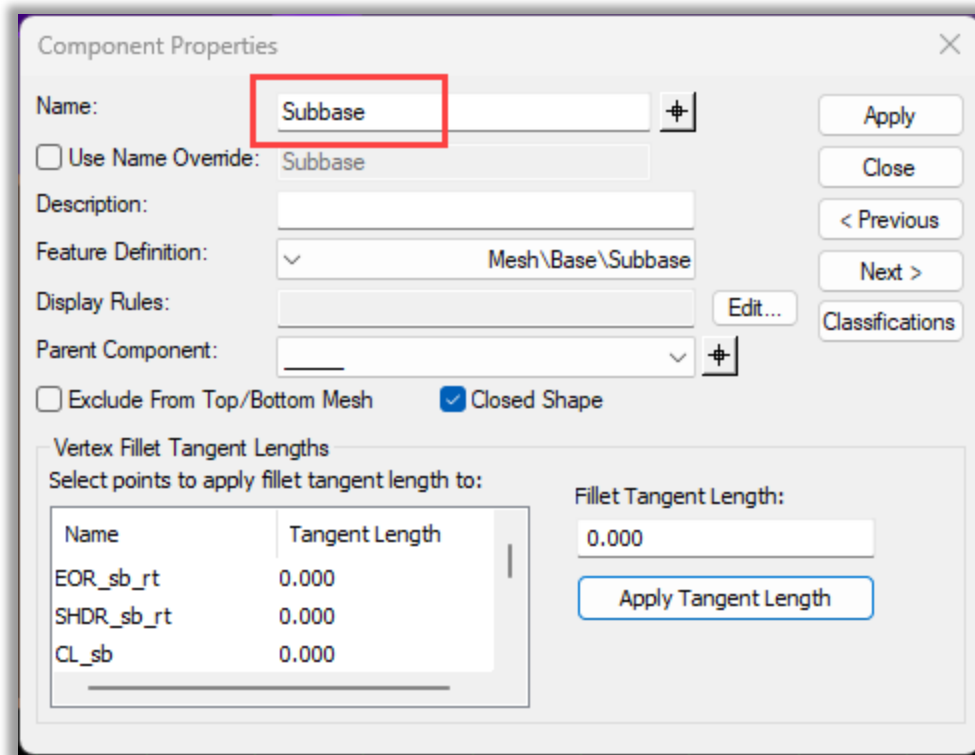 Component Properties
Name:
Subbase
Apply
Use Name Override:
Subbase
Close
Description:
< Previous
Feature Definition:
Mesh\Base\Subbase
Next >
Display Rules:
Edit...
Classifications
Parent Component:
Exclude From Top/Bottom Mesh
Closed Shape
Vertex Fillet Tangent Lengths
Select points to apply fillet tangent length to:
Fillet Tangent Length:
Name Tangent Length
0.000
EOR_sb_rt 0.000
Apply Tangent Length
SHDR_sb_rt 0.000
CL_sb 0.000